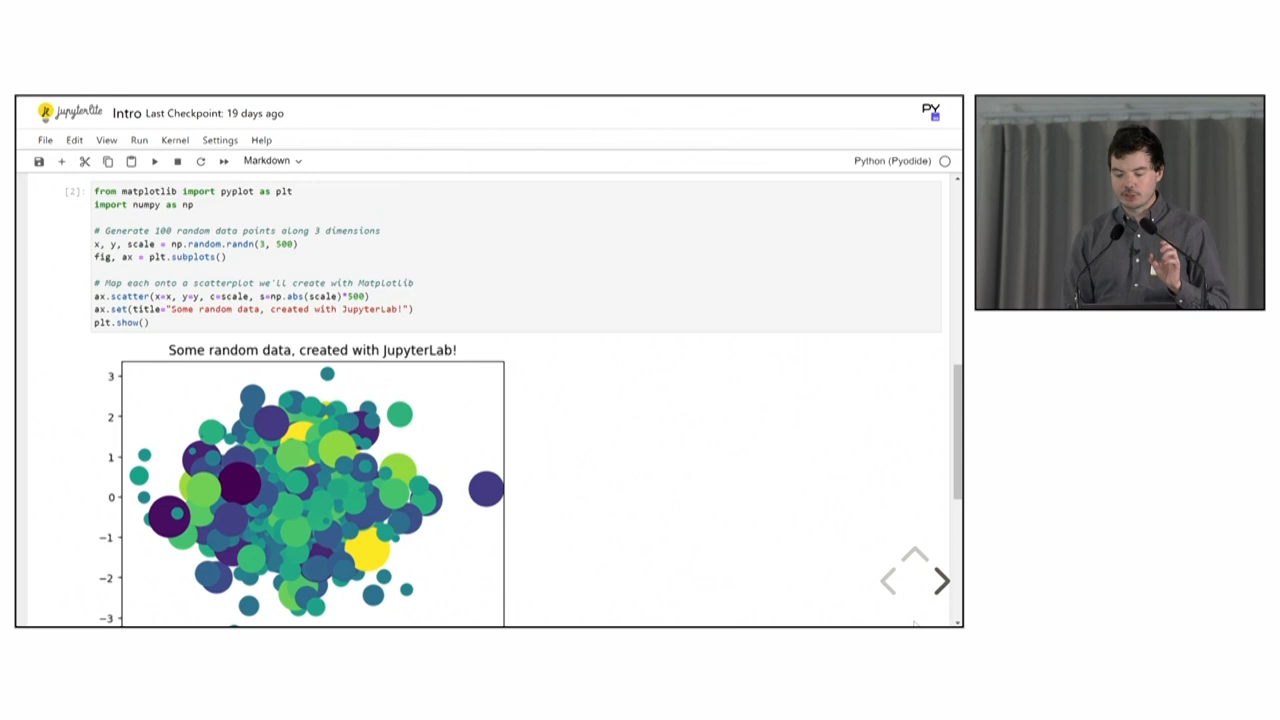 jupyterlite Intro Last Checkpoint: 19 days ago
PY
File Edit View Run Kernel Settings Help
Markdown Python (Pyodide)
[2]: from matplotlib import pyplot as plt
import numpy as np
# Generate 100 random data points along 3 dimensions
x, y, scale = np.random.randn(3, 500)
fig, ax = plt.subplots()
# Map each onto a scatterplot we'll create with Matplotlib
ax.scatter(x=x, y=y, c=scale, s=np.abs(scale)*500)
ax.set(title="Some random data, created with JupyterLab!")
plt.show()
Some random data, created with JupyterLab!
3
2
1
0
−1
−2
−3